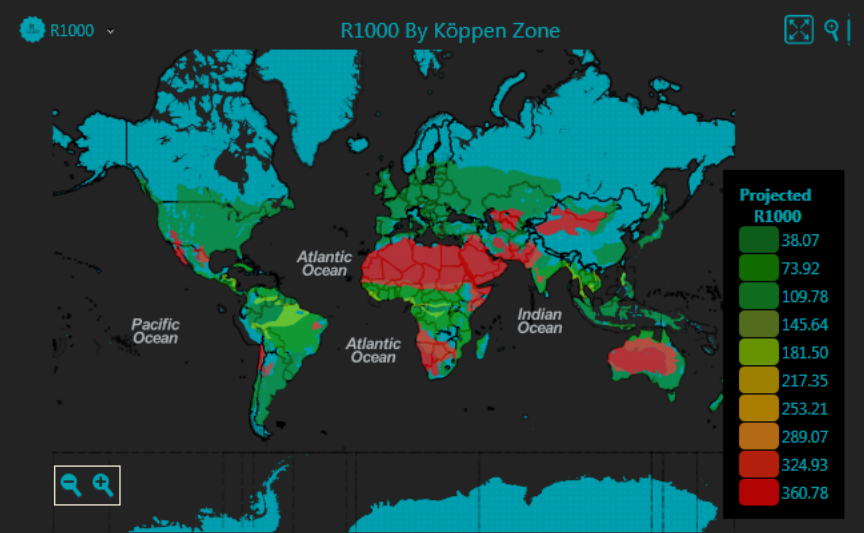 R1000
R1000 By Köppen Zone
Atlantic
Ocean
Pacific
Ocean
Atlantic
Ocean
Indian
Ocean
Projected
R1000
38.07
73.92
109.78
145.64
181.50
217.35
253.21
289.07
324.93
360.78